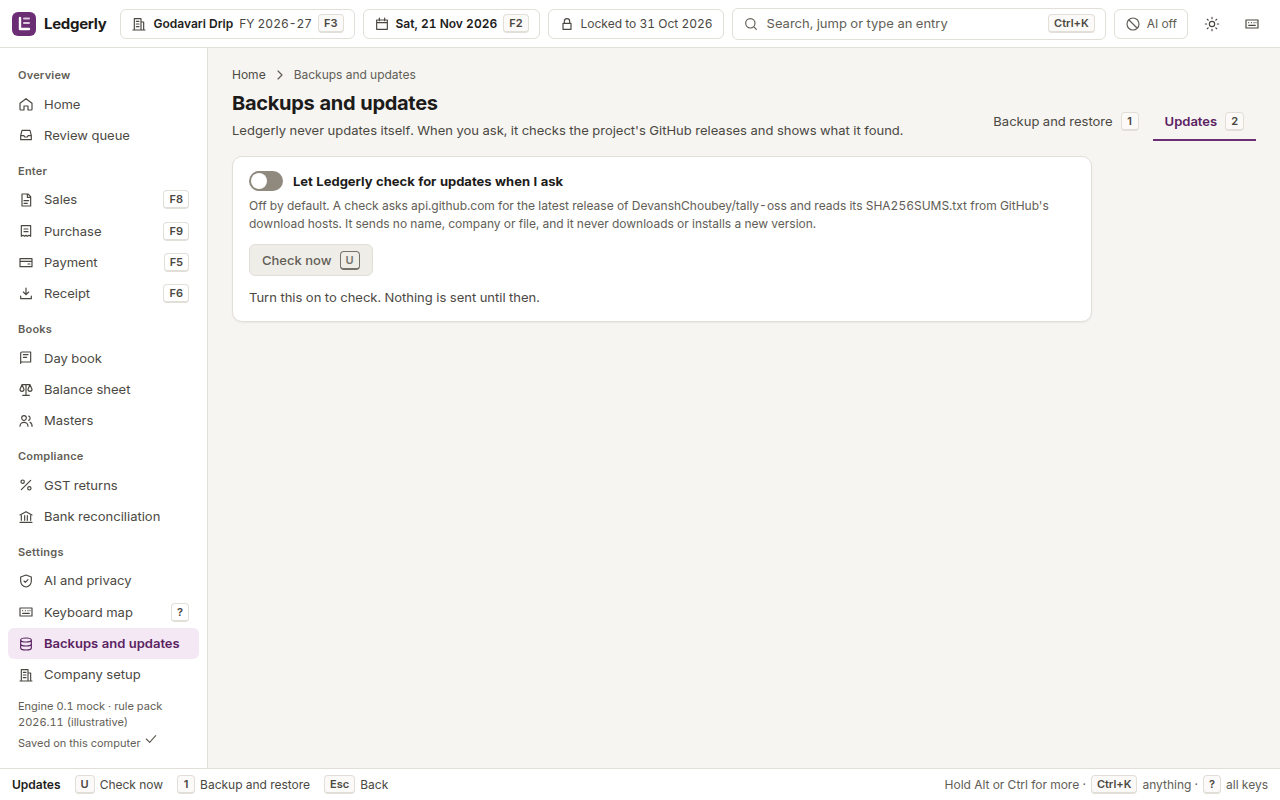 Ledgerly
Godavari Drip FY 2026-27 F3
Sat, 21 Nov 2026 F2
Locked to 31 Oct 2026
Search, jump or type an entry Ctrl+K
AI off
Overview
Home
Review queue
Enter
Sales F8
Purchase F9
Payment F5
Receipt F6
Books
Day book
Balance sheet
Masters
Compliance
GST returns
Bank reconciliation
Settings
AI and privacy
Keyboard map ?
Backups and updates
Company setup
Engine 0.1 mock · rule pack
2026.11 (illustrative)
Saved on this computer
Home > Backups and updates
Backups and updates
Ledgerly never updates itself. When you ask, it checks the project's GitHub releases and shows what it found.
Backup and restore 1
Updates 2
Let Ledgerly check for updates when I ask
Off by default. A check asks api.github.com for the latest release of DevanshChoubey/tally-oss and reads its SHA256SUMS.txt from GitHub's
download hosts. It sends no name, company or file, and it never downloads or installs a new version.
Check now U
Turn this on to check. Nothing is sent until then.
Updates U Check now 1 Backup and restore Esc Back
Hold Alt or Ctrl for more · Ctrl+K anything · ? all keys